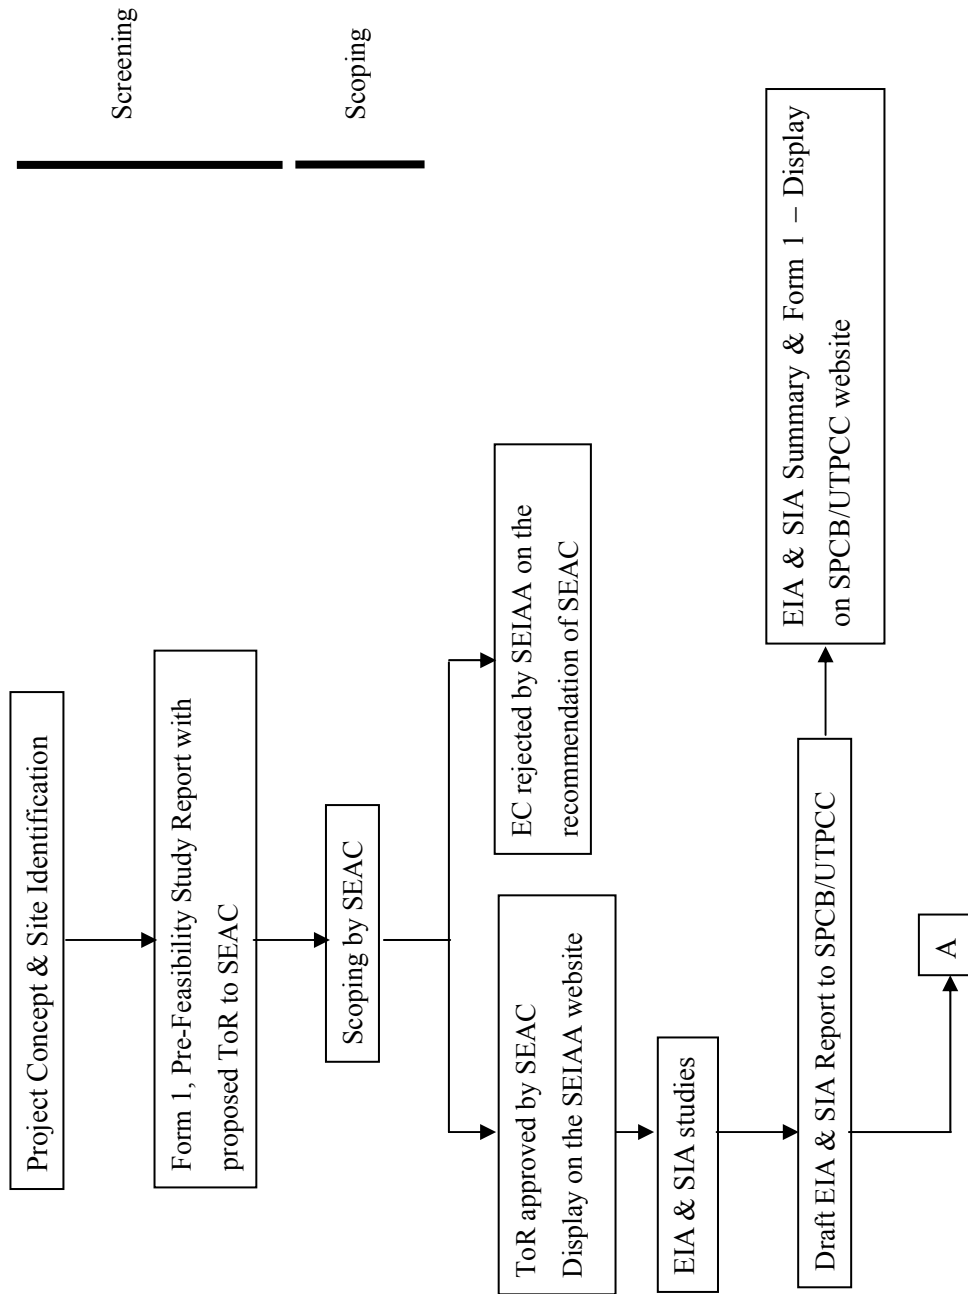 Project Concept & Site Identification
Screening
Form 1, Pre-Feasibility Study Report with
proposed ToR to SEAC
Scoping by SEAC
Scoping
ToR approved by SEAC
Display on the SEIAA website
EC rejected by SEIAA on the
recommendation of SEAC
EIA & SIA studies
Draft EIA & SIA Report to SPCB/UTPCC
EIA & SIA Summary & Form 1 – Display
on SPCB/UTPCC website
A